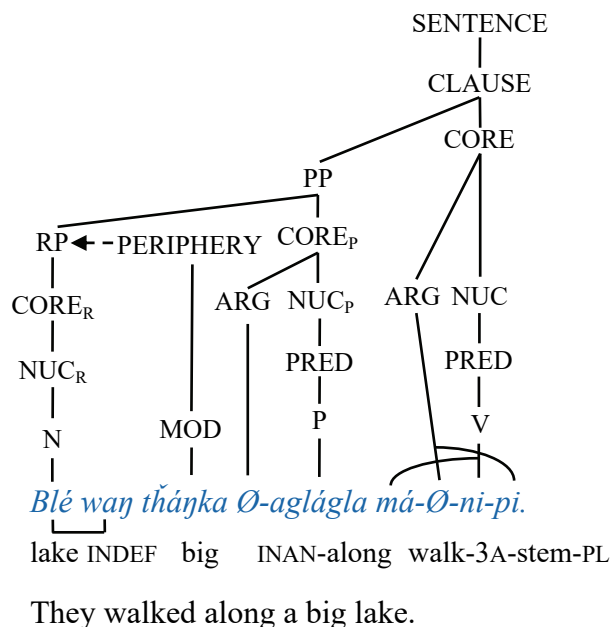 SENTENCE
CLAUSE
CORE
PP
RP PERIPHERY COREP
ARG NUCP ARG NUC
CORER
NUCR PRED PRED
N MOD P V
Blé waŋ tȟáŋka Ø-aglágla má-Ø-ni-pi.
lake INDEF big INAN-along walk-3A-stem-PL
They walked along a big lake.